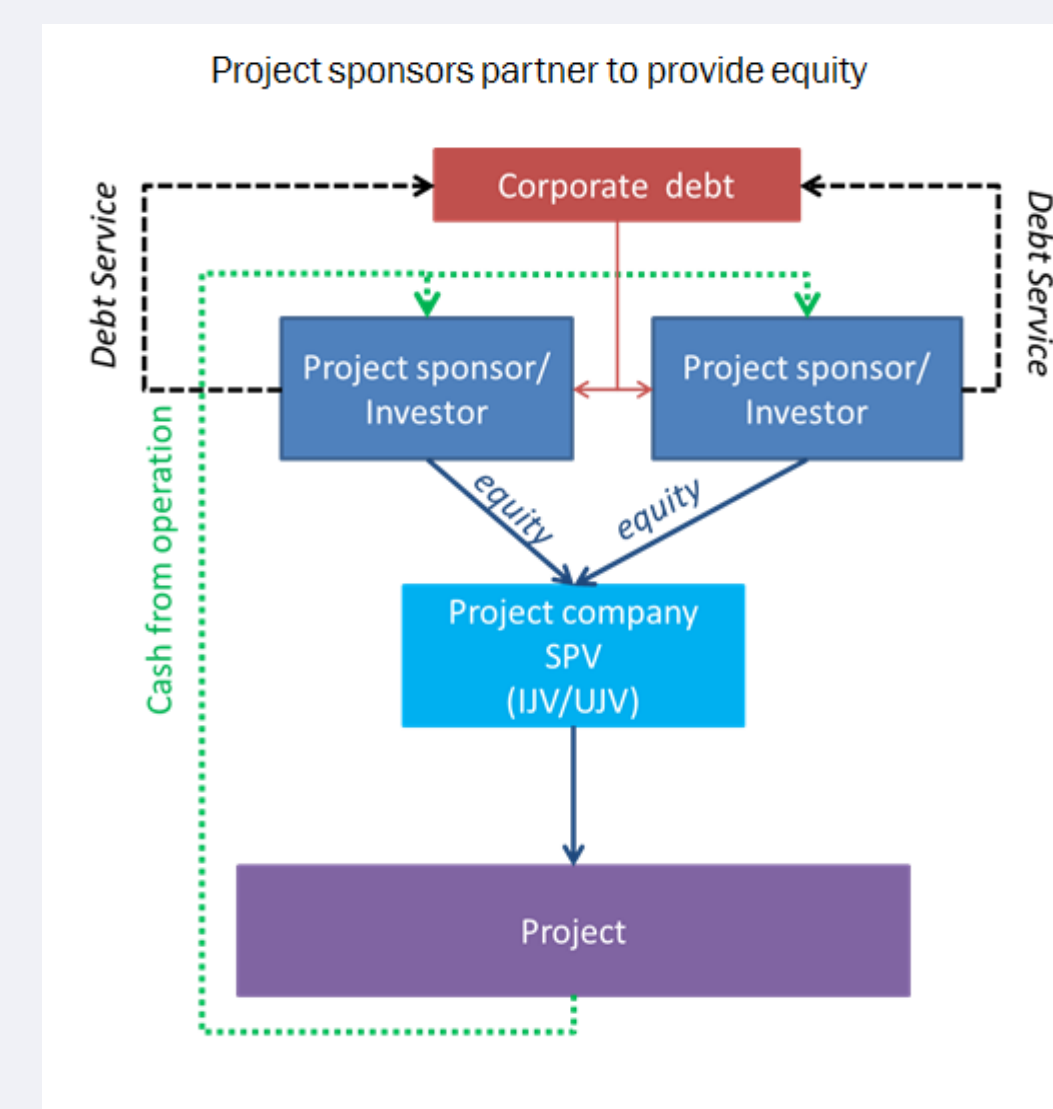 Project sponsors partner to provide equity
Corporate debt
Debt Service
Debt Service
Project sponsor/
Investor
Project sponsor/
Investor
Cash from operation
equity
equity
Project company
SPV
(IJV/UJV)
Project